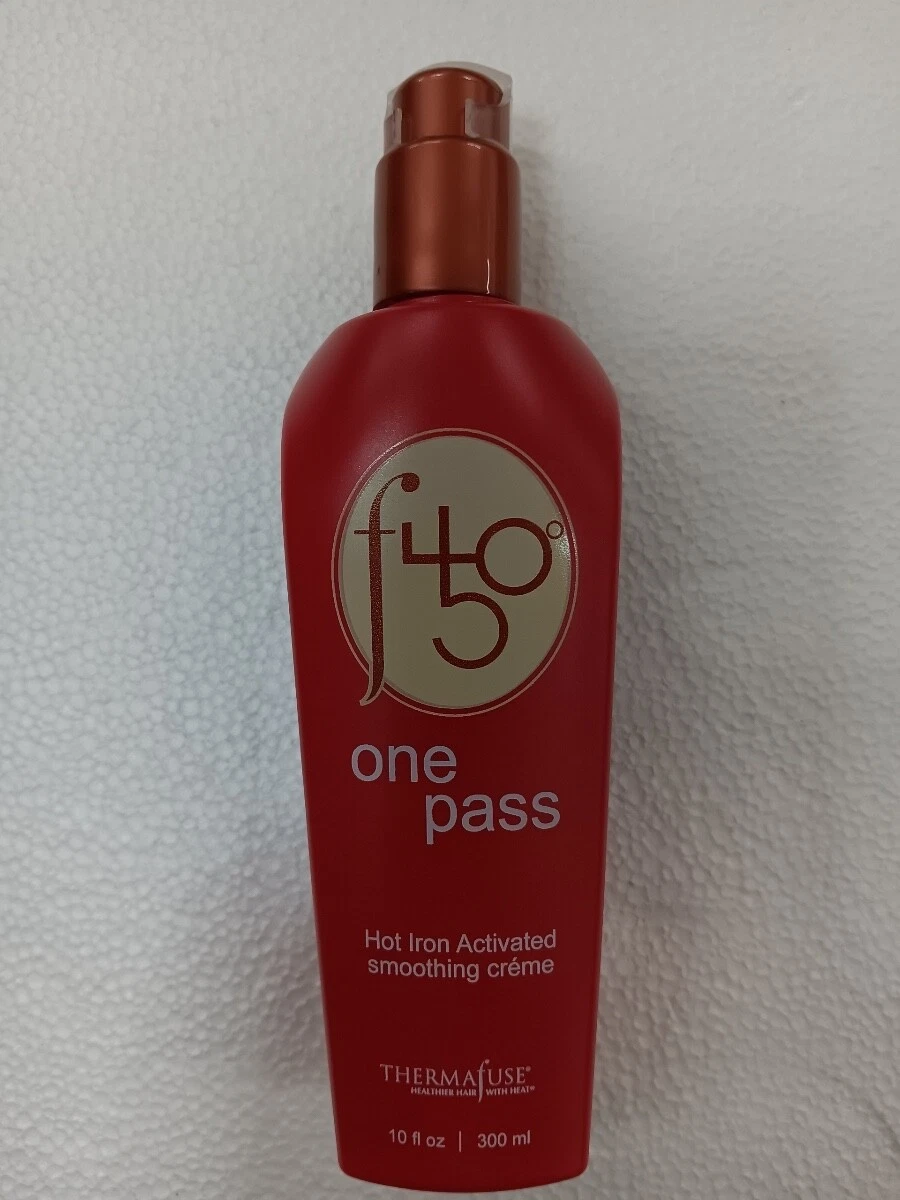 f450°
one
pass
Hot Iron Activated
smoothing créme
THERMAfUSE®
HEALTHIER HAIR WITH HEAT™
10 fl oz | 300 ml